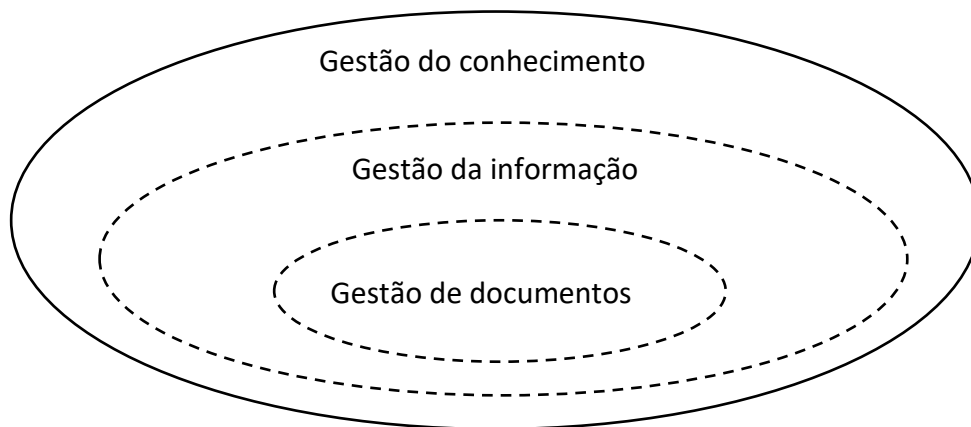 Gestão do conhecimento
Gestão da informação
Gestão de documentos